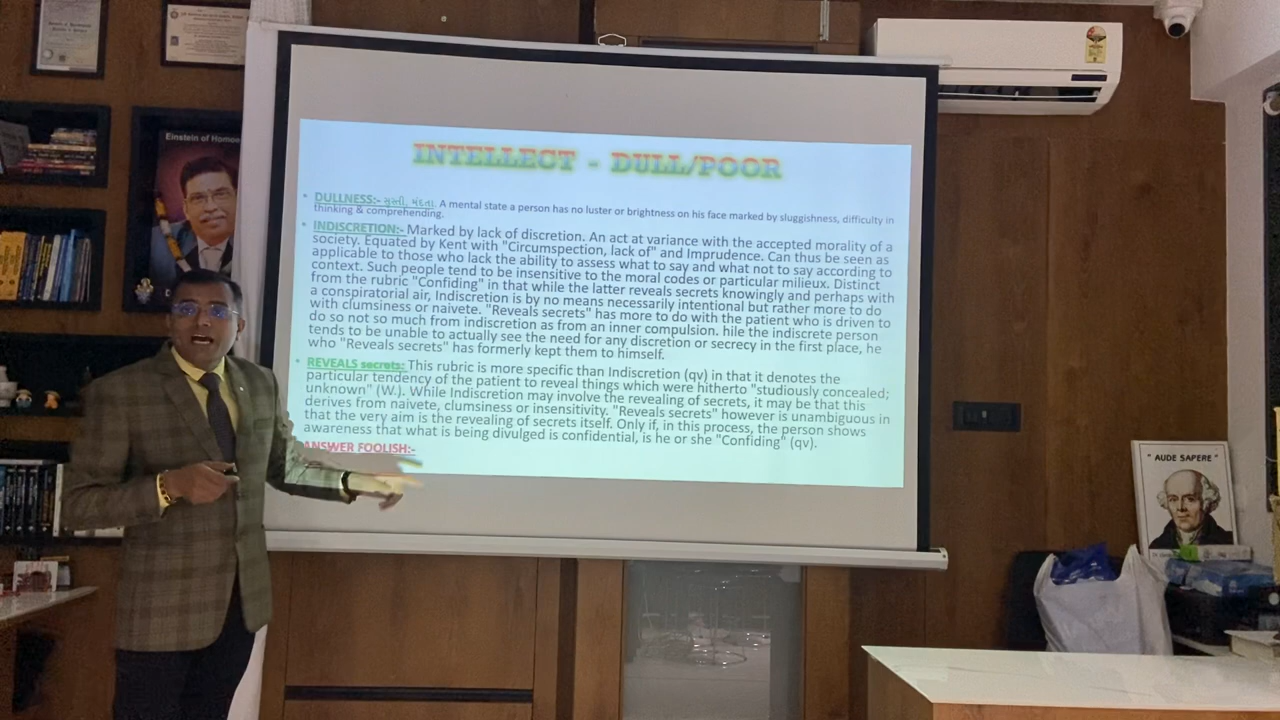 Einstein of Homoe
INTELLECT - DULL/POOR
• DULLNESS:- સુસ્તી, મંદતા. A mental state a person has no luster or brightness on his face marked by sluggishness, difficulty in
thinking & comprehending.
• INDISCRETION:- Marked by lack of discretion. An act at variance with the accepted morality of a
society. Equated by Kent with "Circumspection, lack of" and Imprudence. Can thus be seen as
applicable to those who lack the ability to assess what to say and what not to say according to
context. Such people tend to be insensitive to the moral codes or particular milieux. Distinct
from the rubric "Confiding" in that while the latter reveals secrets knowingly and perhaps with
a conspiratorial air, Indiscretion is by no means necessarily intentional but rather more to do
with clumsiness or naivete. "Reveals secrets" has more to do with the patient who is driven to
do so not so much from indiscretion as from an inner compulsion. hile the indiscrete person
tends to be unable to actually see the need for any discretion or secrecy in the first place, he
who "Reveals secrets" has formerly kept them to himself.
• REVEALS secrets: This rubric is more specific than Indiscretion (qv) in that it denotes the
particular tendency of the patient to reveal things which were hitherto "studiously concealed;
unknown" (W.). While Indiscretion may involve the revealing of secrets, it may be that this
derives from naivete, clumsiness or insensitivity. "Reveals secrets" however is unambiguous in
that the very aim is the revealing of secrets itself. Only if, in this process, the person shows
awareness that what is being divulged is confidential, is he or she "Confiding" (qv).
ANSWER FOOLISH:-
" AUDE SAPERE "